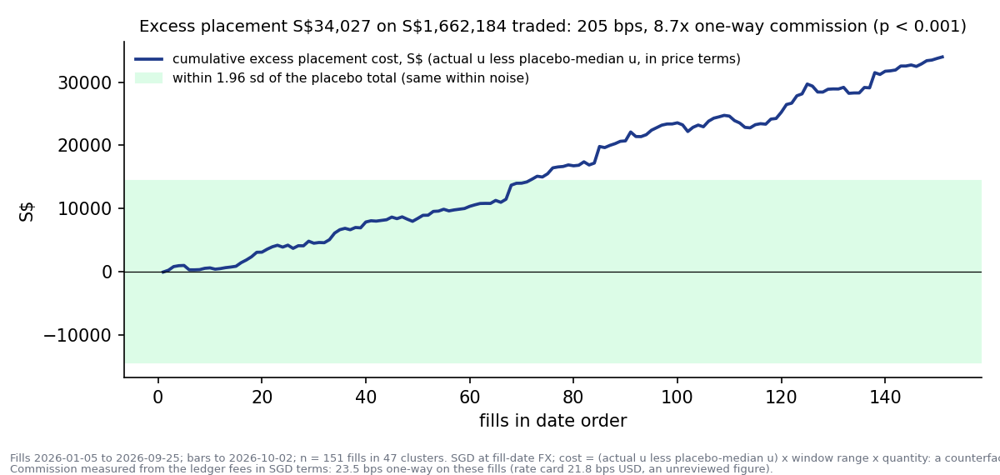 Excess placement S$34,027 on S$1,662,184 traded: 205 bps, 8.7x one-way commission (p < 0.001)
cumulative excess placement cost, S$ (actual u less placebo-median u, in price terms)
within 1.96 sd of the placebo total (same within noise)
30000
20000
10000
0
−10000
S$
0 20 40 60 80 100 120 140
fills in date order
Fills 2026-01-05 to 2026-09-25; bars to 2026-10-02; n = 151 fills in 47 clusters. SGD at fill-date FX; cost = (actual u less placebo-median u) x window range x quantity: a
Commission measured from the ledger fees in SGD terms: 23.5 bps one-way on these fills (rate card 21.8 bps USD, an unreviewed figure).